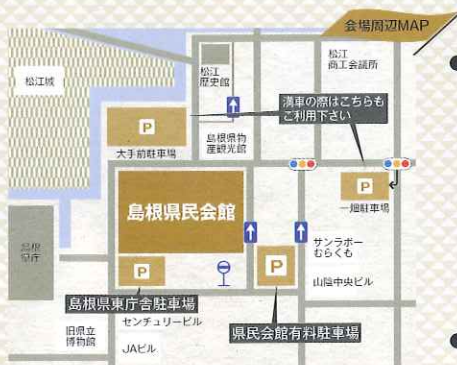 会場周辺MAP
松江城
松江
歴史館
松江
商工会議所
満車の際はこちらも
ご利用下さい
P
大手前駐車場
島根県物
産観光館
P
一畑駐車場
島根県民会館
島根
県庁
サンラポー
むらくも
P
P
山陰中央ビル
島根県東庁舎駐車場
センチュリービル
県民会館有料駐車場
旧県立
博物館
JAビル